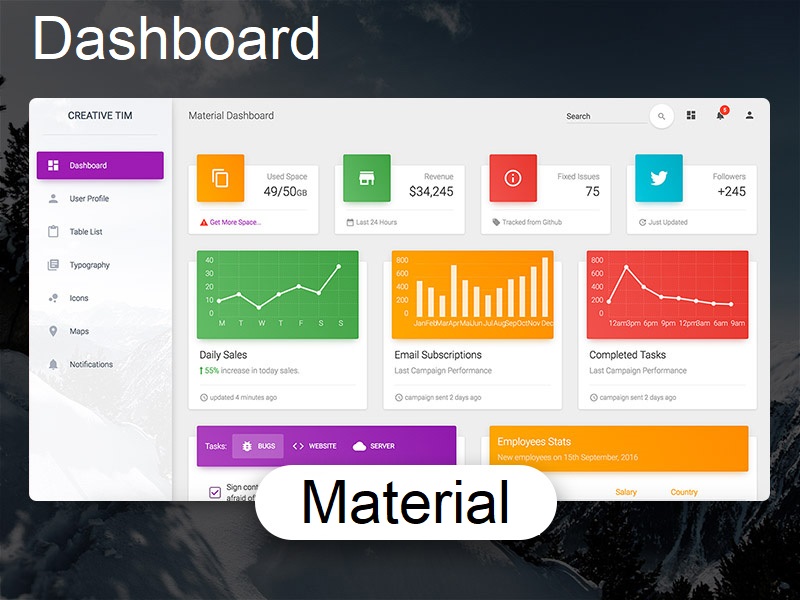 Dashboard
CREATIVE TIM
Material Dashboard
Search
5
Dashboard
User Profile
Table List
Typography
Icons
Maps
Notifications
Used Space
49/50GB
Get More Space...
Revenue
$34,245
Last 24 Hours
Fixed Issues
75
Tracked from Github
Followers
+245
Just Updated
40
30
20
10
0
M T W T F S S
Daily Sales
55% increase in today sales.
updated 4 minutes ago
800
600
400
200
0
JanFebMarAprMaiJunJulAugSepOctNovDec
Email Subscriptions
Last Campaign Performance
campaign sent 2 days ago
800
600
400
200
0
12am3pm 6pm 9pm 12pm3am 6am 9am
Completed Tasks
Last Campaign Performance
campaign sent 2 days ago
Tasks: BUGS WEBSITE SERVER
Sign cont
afraid of
Employees Stats
New employees on 15th September, 2016
Salary Country
Material